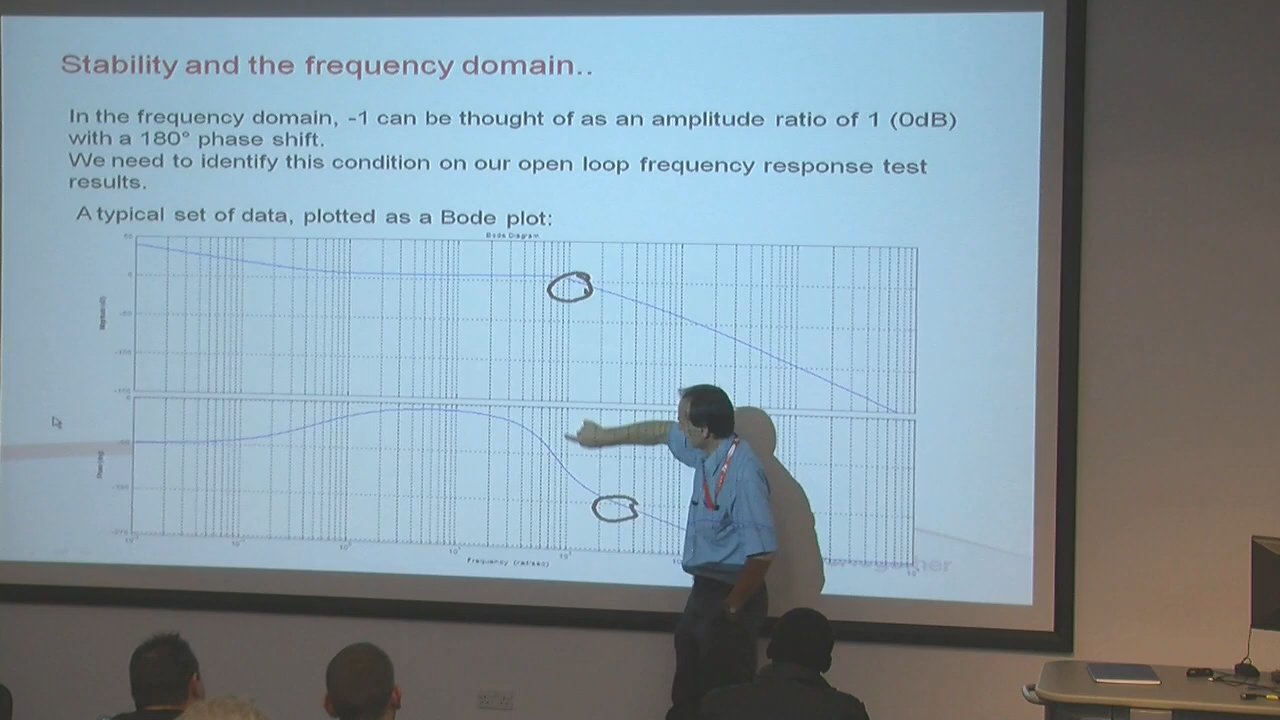 Stability and the frequency domain..
In the frequency domain, -1 can be thought of as an amplitude ratio of 1 (0dB)
with a 180° phase shift.
We need to identify this condition on our open loop frequency response test
results.
A typical set of data, plotted as a Bode plot:
Bode Diagram
Frequency (rad/sec)